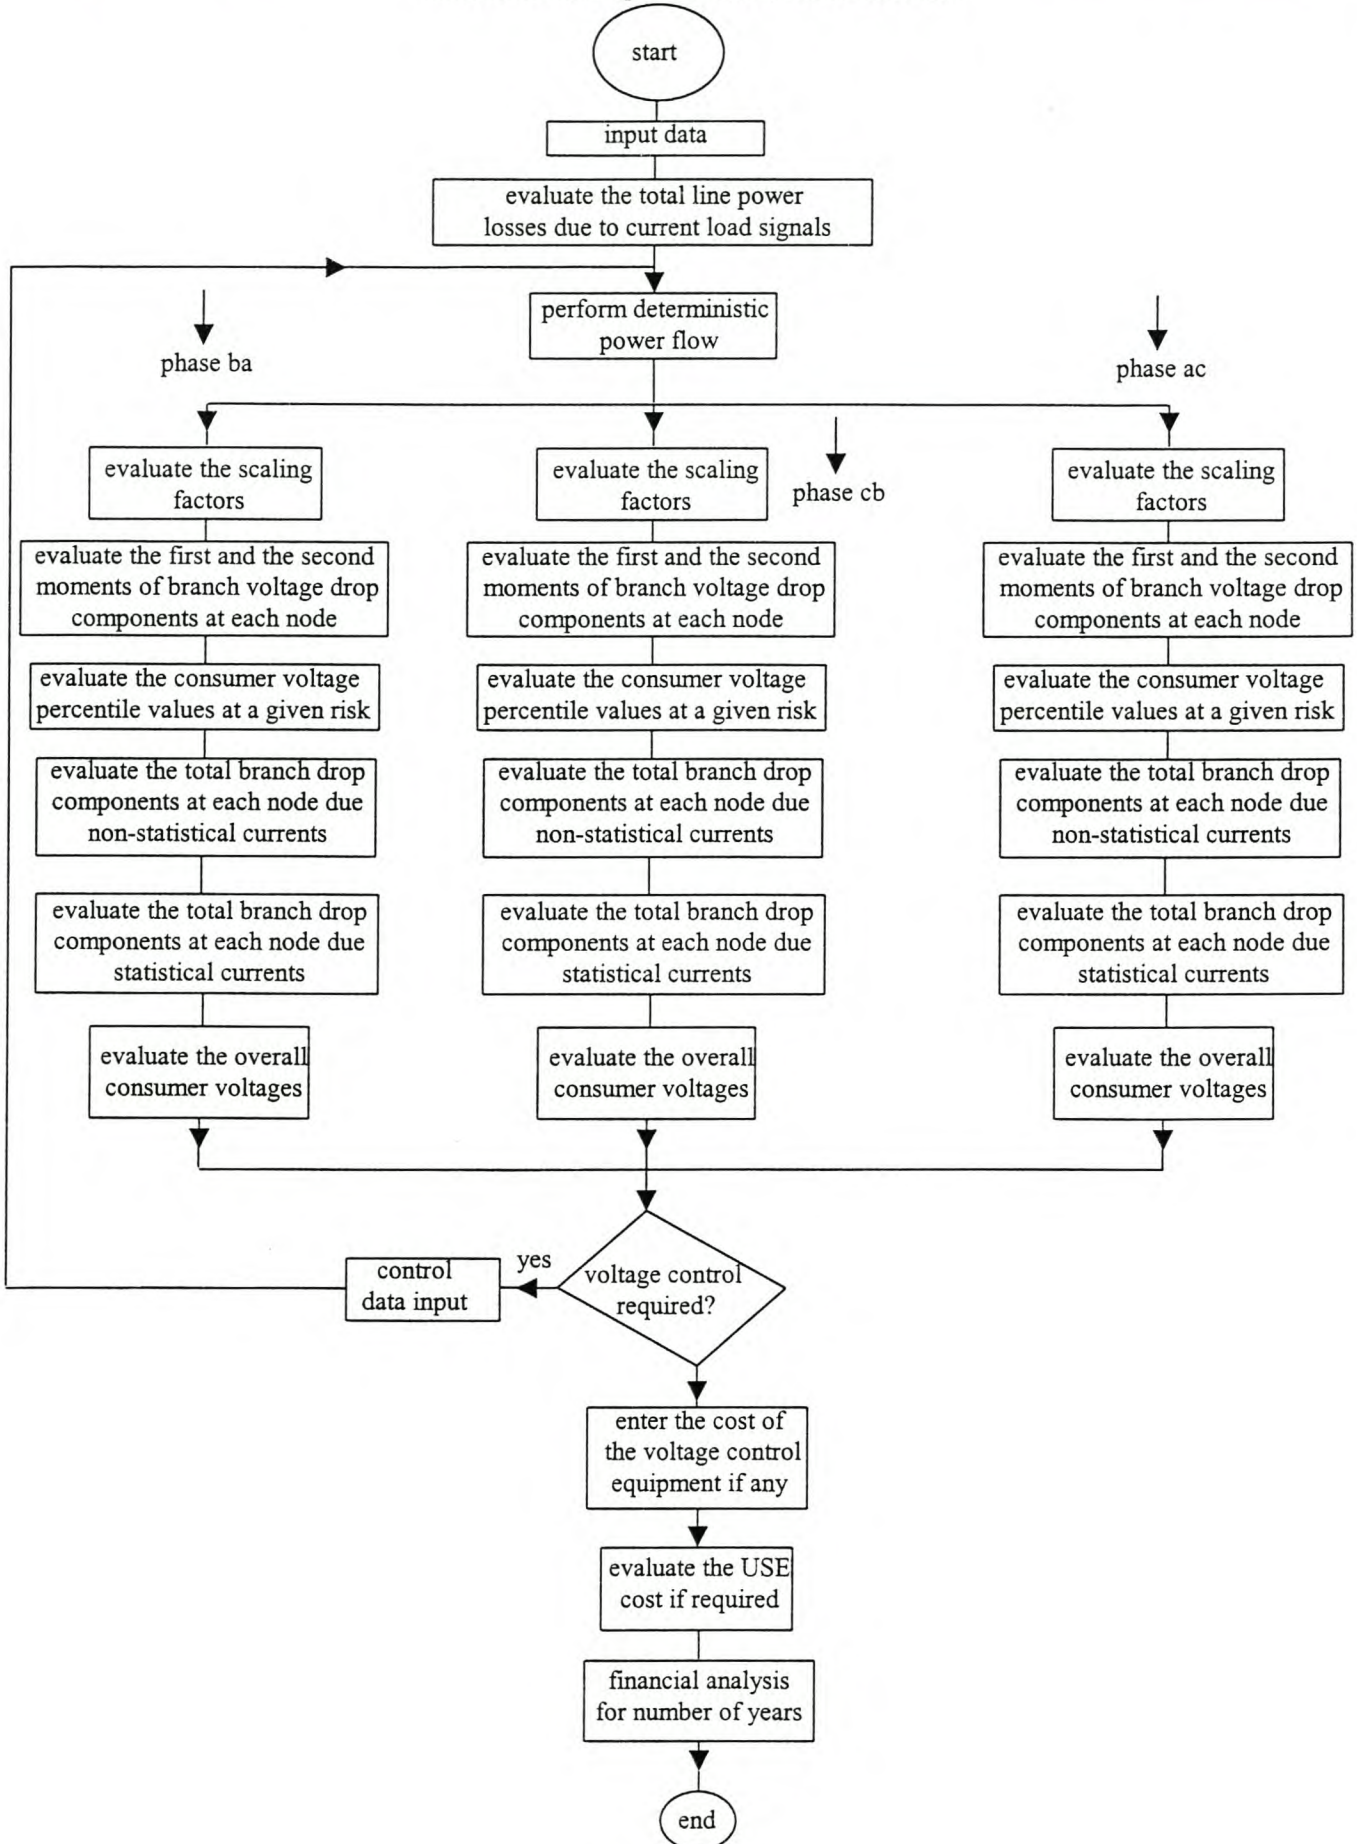 start
input data
evaluate the total line power
losses due to current load signals
perform deterministic
power flow
phase ba
phase ac
phase cb
evaluate the scaling
factors
evaluate the first and the second
moments of branch voltage drop
components at each node
evaluate the consumer voltage
percentile values at a given risk
evaluate the total branch drop
components at each node due
non-statistical currents
evaluate the total branch drop
components at each node due
statistical currents
evaluate the overall
consumer voltages
evaluate the scaling
factors
evaluate the first and the second
moments of branch voltage drop
components at each node
evaluate the consumer voltage
percentile values at a given risk
evaluate the total branch drop
components at each node due
non-statistical currents
evaluate the total branch drop
components at each node due
statistical currents
evaluate the overall
consumer voltages
evaluate the scaling
factors
evaluate the first and the second
moments of branch voltage drop
components at each node
evaluate the consumer voltage
percentile values at a given risk
evaluate the total branch drop
components at each node due
non-statistical currents
evaluate the total branch drop
components at each node due
statistical currents
evaluate the overall
consumer voltages
voltage control
required?
yes
control
data input
enter the cost of
the voltage control
equipment if any
evaluate the USE
cost if required
financial analysis
for number of years
end